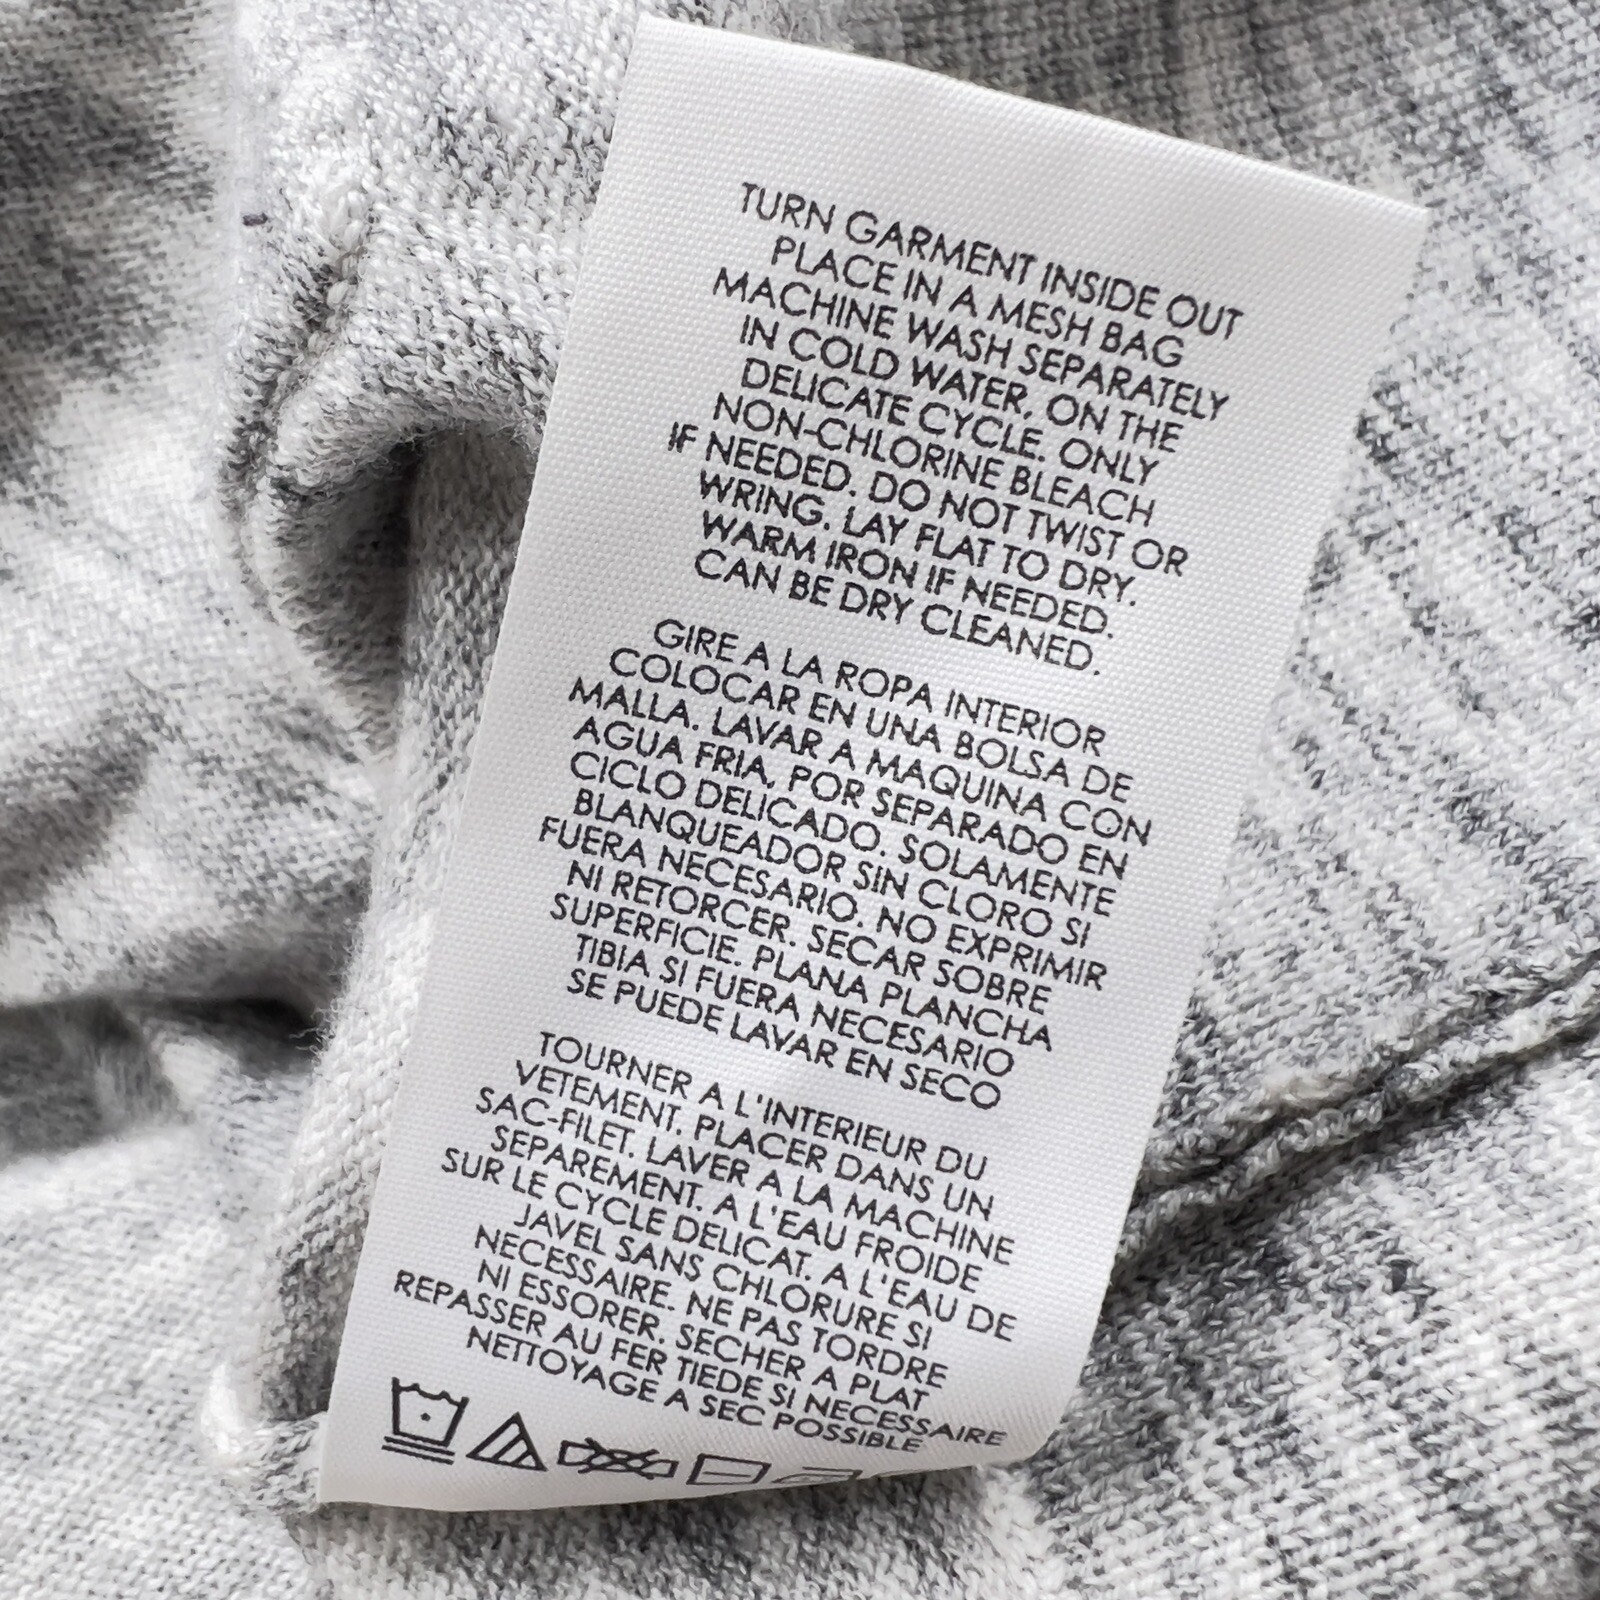 TURN GARMENT INSIDE OUT
PLACE IN A MESH BAG
MACHINE WASH SEPARATELY
IN COLD WATER, ON THE
DELICATE CYCLE. ONLY
NON-CHLORINE BLEACH
IF NEEDED. DO NOT TWIST OR
WRING. LAY FLAT TO DRY.
WARM IRON IF NEEDED.
CAN BE DRY CLEANED.
GIRE A LA ROPA INTERIOR
COLOCAR EN UNA BOLSA DE
MALLA. LAVAR A MAQUINA CON
AGUA FRIA, POR SEPARADO EN
CICLO DELICADO. SOLAMENTE
BLANQUEADOR SIN CLORO SI
FUERA NECESARIO. NO EXPRIMIR
NI RETORCER. SECAR SOBRE
SUPERFICIE. PLANA PLANCHA
TIBIA SI FUERA NECESARIO
SE PUEDE LAVAR EN SECO
TOURNER A L'INTERIEUR DU
VETEMENT. PLACER DANS UN
SAC-FILET. LAVER A LA MACHINE
SEPAREMENT. A L'EAU FROIDE
SUR LE CYCLE DELICAT. A L'EAU DE
JAVEL SANS CHLORURE SI
NECESSAIRE. NE PAS TORDRE
NI ESSORER. SECHER A PLAT
REPASSER AU FER TIEDE SI NECESSAIRE
NETTOYAGE A SEC POSSIBLE